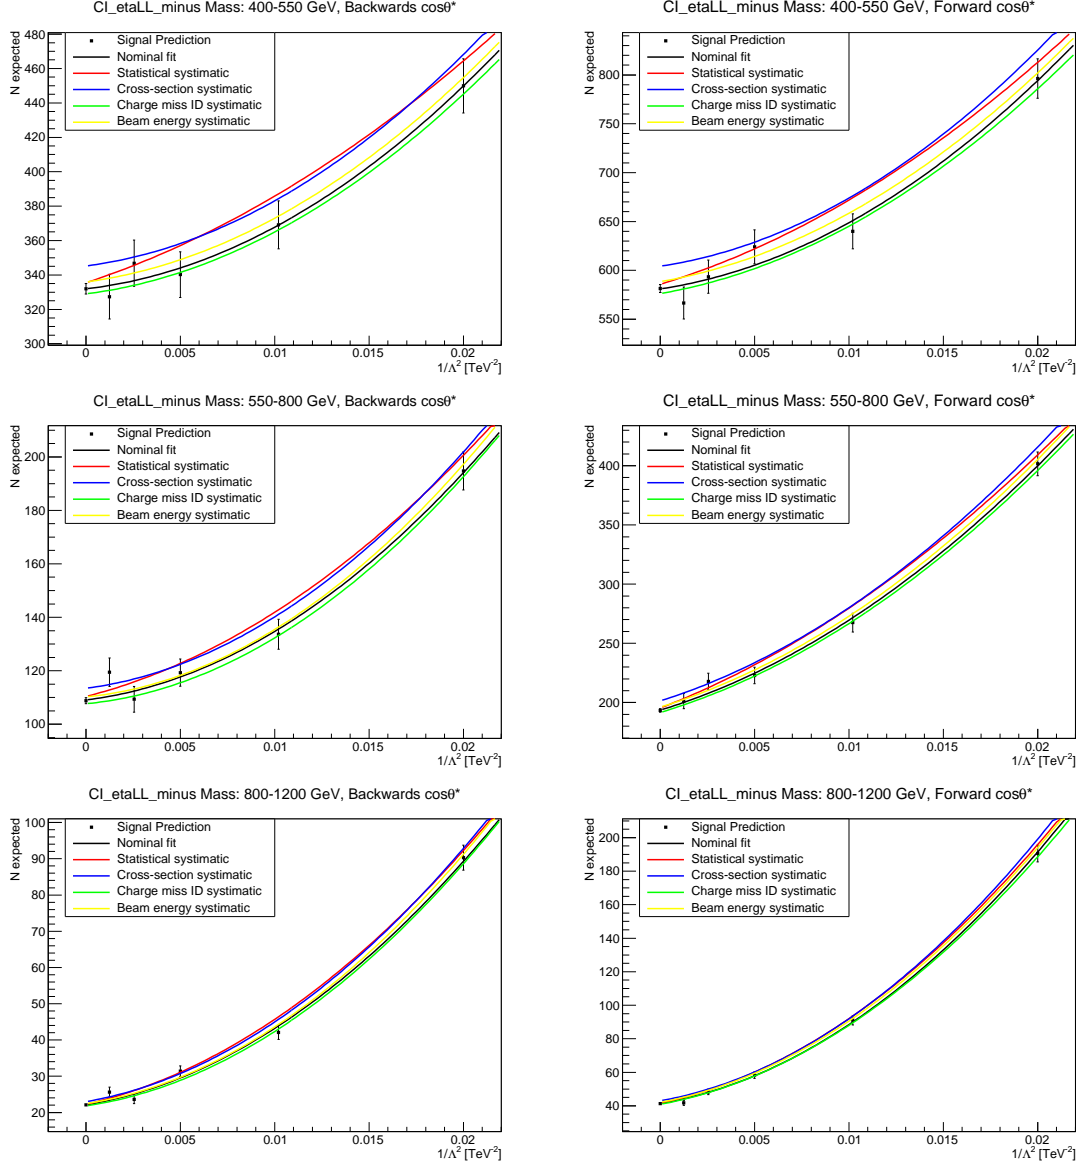 CI_etaLL_minus Mass: 400-550 GeV, Backwards cosθ*
N expected
480
460
440
420
400
380
360
340
320
300
Signal Prediction
Nominal fit
Statistical systimatic
Cross-section systimatic
Charge miss ID systimatic
Beam energy systimatic
0 0.005 0.01 0.015 0.02
1/Λ² [TeV⁻²]
CI_etaLL_minus Mass: 400-550 GeV, Forward cosθ*
N expected
800
750
700
650
600
550
Signal Prediction
Nominal fit
Statistical systimatic
Cross-section systimatic
Charge miss ID systimatic
Beam energy systimatic
0 0.005 0.01 0.015 0.02
1/Λ² [TeV⁻²]
CI_etaLL_minus Mass: 550-800 GeV, Backwards cosθ*
N expected
200
180
160
140
120
100
Signal Prediction
Nominal fit
Statistical systimatic
Cross-section systimatic
Charge miss ID systimatic
Beam energy systimatic
0 0.005 0.01 0.015 0.02
1/Λ² [TeV⁻²]
CI_etaLL_minus Mass: 550-800 GeV, Forward cosθ*
N expected
400
350
300
250
200
Signal Prediction
Nominal fit
Statistical systimatic
Cross-section systimatic
Charge miss ID systimatic
Beam energy systimatic
0 0.005 0.01 0.015 0.02
1/Λ² [TeV⁻²]
CI_etaLL_minus Mass: 800-1200 GeV, Backwards cosθ*
N expected
100
90
80
70
60
50
40
30
20
Signal Prediction
Nominal fit
Statistical systimatic
Cross-section systimatic
Charge miss ID systimatic
Beam energy systimatic
0 0.005 0.01 0.015 0.02
1/Λ² [TeV⁻²]
CI_etaLL_minus Mass: 800-1200 GeV, Forward cosθ*
N expected
200
180
160
140
120
100
80
60
40
Signal Prediction
Nominal fit
Statistical systimatic
Cross-section systimatic
Charge miss ID systimatic
Beam energy systimatic
0 0.005 0.01 0.015 0.02
1/Λ² [TeV⁻²]